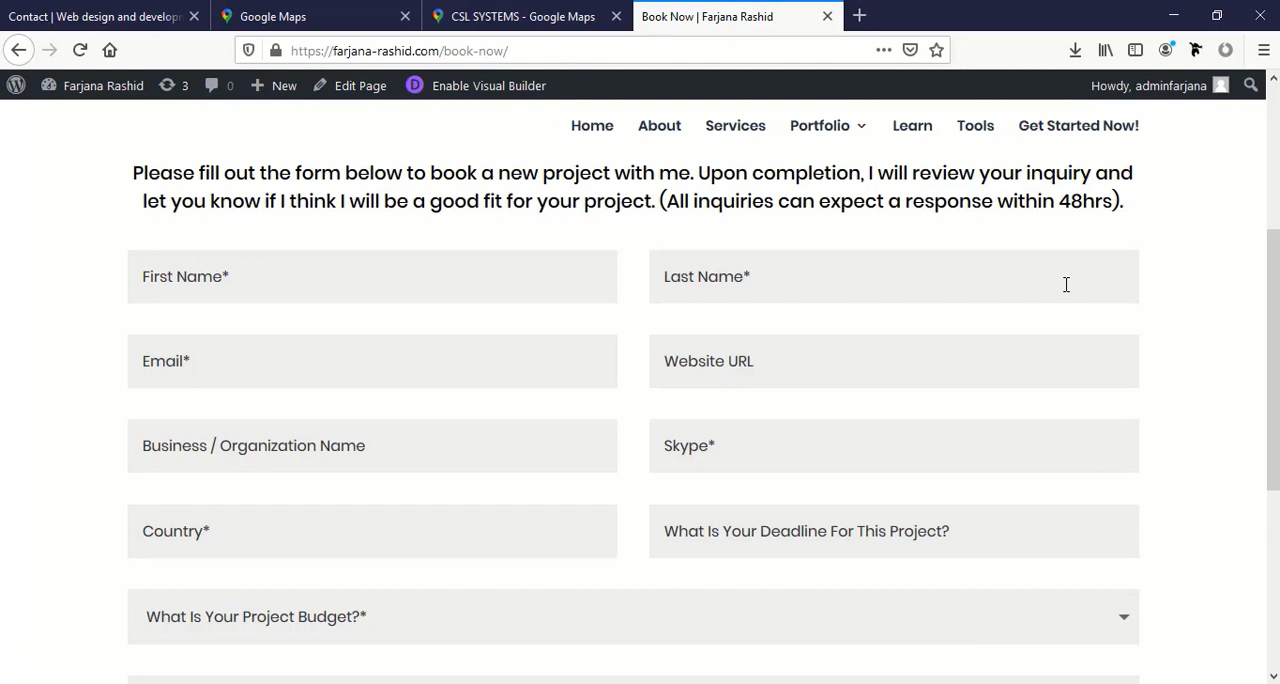 Contact | Web design and developm
Google Maps
CSL SYSTEMS - Google Maps
Book Now | Farjana Rashid
https://farjana-rashid.com/book-now/
Farjana Rashid
3
0
New
Edit Page
D
Enable Visual Builder
Howdy, adminfarjana
Home
About
Services
Portfolio
Learn
Tools
Get Started Now!
Please fill out the form below to book a new project with me. Upon completion, I will review your inquiry and
let you know if I think I will be a good fit for your project. (All inquiries can expect a response within 48hrs).
First Name*
Last Name*
Email*
Website URL
Business / Organization Name
Skype*
Country*
What Is Your Deadline For This Project?
What Is Your Project Budget?*